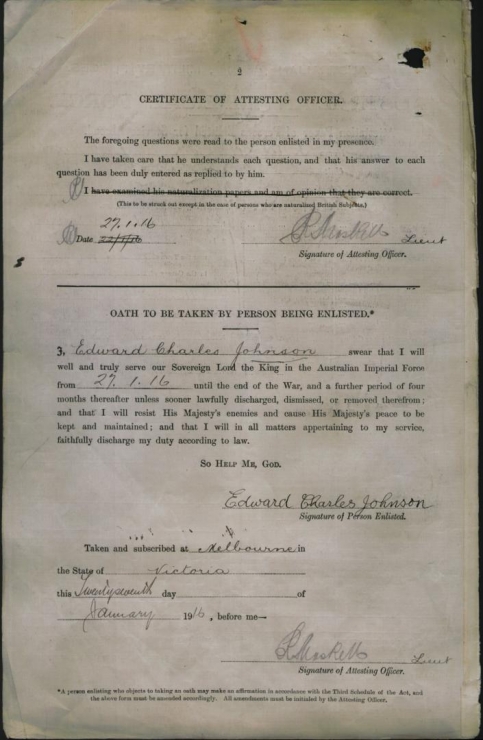 2
CERTIFICATE OF ATTESTING OFFICER.
The foregoing questions were read to the person enlisted in my presence.
I have taken care that he understands each question, and that his answer to each
question has been duly entered as replied to by him.
I have examined his naturalization papers and am of opinion that they are correct.
(This to be struck out except in the case of persons who are naturalized British Subjects.)
27.1.16
Date 22/1/16 Lieut
Signature of Attesting Officer.
OATH TO BE TAKEN BY PERSON BEING ENLISTED.*
I, Edward Charles Johnson swear that I will
well and truly serve our Sovereign Lord the King in the Australian Imperial Force
from 27.1.16 until the end of the War, and a further period of four
months thereafter unless sooner lawfully discharged, dismissed, or removed therefrom;
and that I will resist His Majesty's enemies and cause His Majesty's peace to be
kept and maintained; and that I will in all matters appertaining to my service,
faithfully discharge my duty according to law.
SO HELP ME, GOD.
Edward Charles Johnson
Signature of Person Enlisted.
Taken and subscribed at Melbourne in
the State of Victoria
this Twentyseventh day of
January 1916, before me—
Lieut
Signature of Attesting Officer.
*A person enlisting who objects to taking an oath may make an affirmation in accordance with the Third Schedule of the Act, and
the above form must be amended accordingly. All amendments must be initialed by the Attesting Officer.